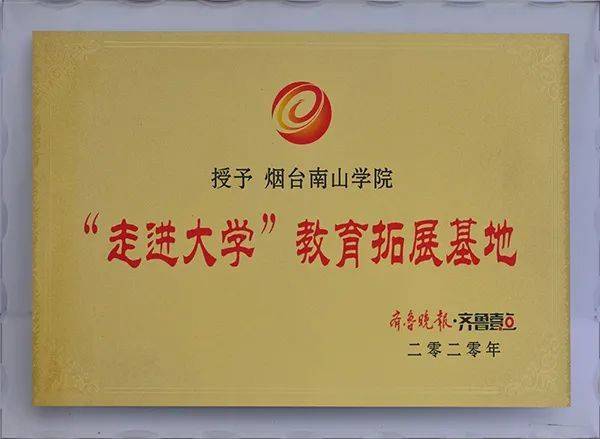 授予 烟台南山学院
“走进大学”教育拓展基地
齐鲁晚报·齐鲁壹点
二零二零年